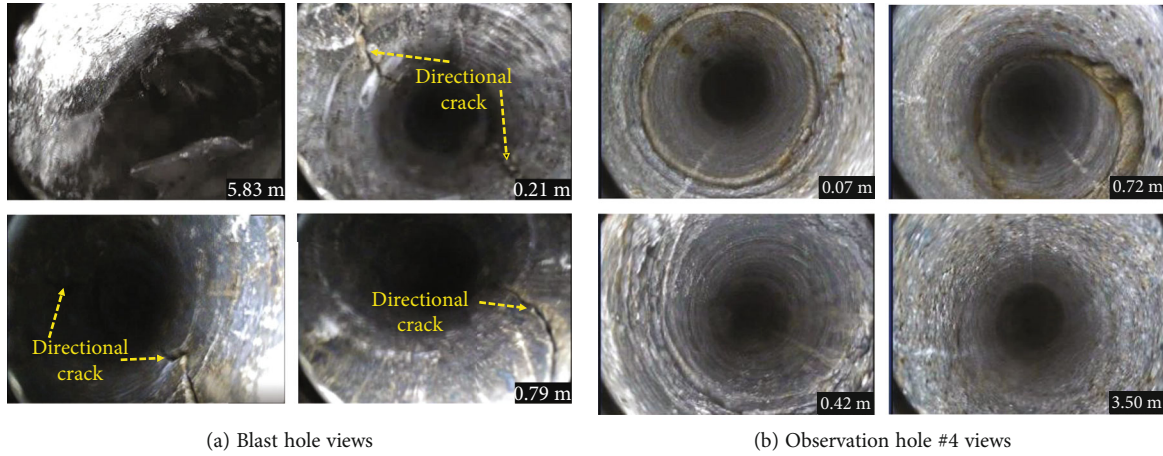 5.83 m
Directional
crack
0.21 m
0.07 m
0.72 m
Directional
crack
Directional
crack
0.79 m
0.42 m
3.50 m
(a) Blast hole views
(b) Observation hole #4 views